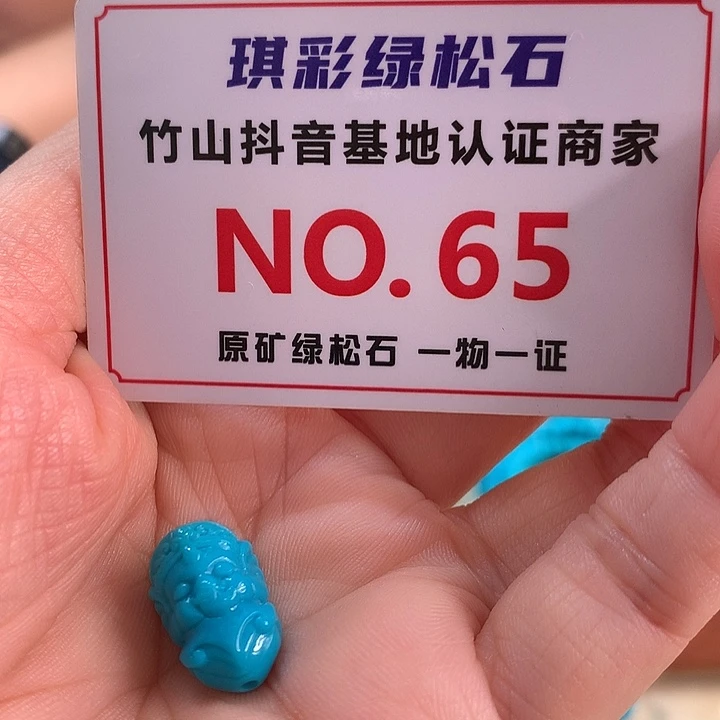 琪彩绿松石
竹山抖音基地认证商家
NO. 65
原矿绿松石 一物一证